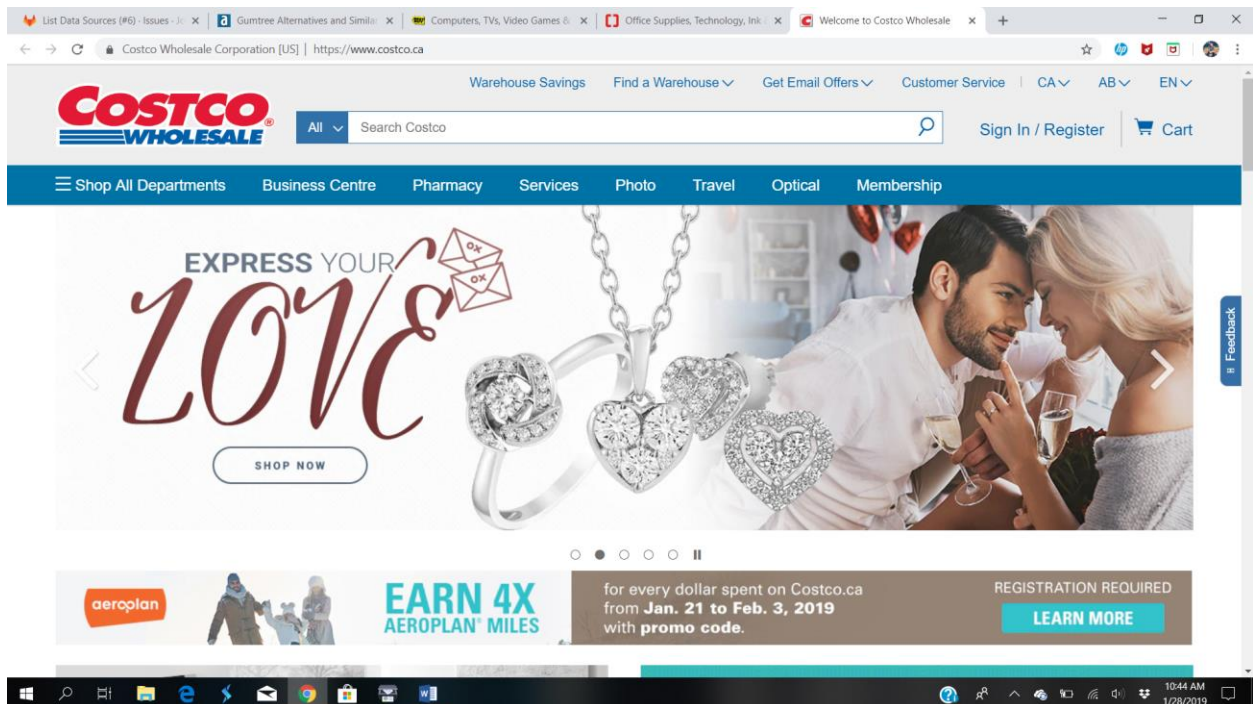 List Data Sources (#6) · Issues · Jo
Gumtree Alternatives and Simila
Computers, TVs, Video Games &
Office Supplies, Technology, Ink
Welcome to Costco Wholesale
Costco Wholesale Corporation [US] | https://www.costco.ca
Warehouse Savings Find a Warehouse Get Email Offers Customer Service CA AB EN
COSTCO
WHOLESALE
All Search Costco
Sign In / Register Cart
Shop All Departments Business Centre Pharmacy Services Photo Travel Optical Membership
EXPRESS YOUR
LOVE
OX
OX
SHOP NOW
Feedback
aeroplan
EARN 4X
AEROPLAN® MILES
for every dollar spent on Costco.ca
from Jan. 21 to Feb. 3, 2019
with promo code.
REGISTRATION REQUIRED
LEARN MORE
10:44 AM
1/28/2019